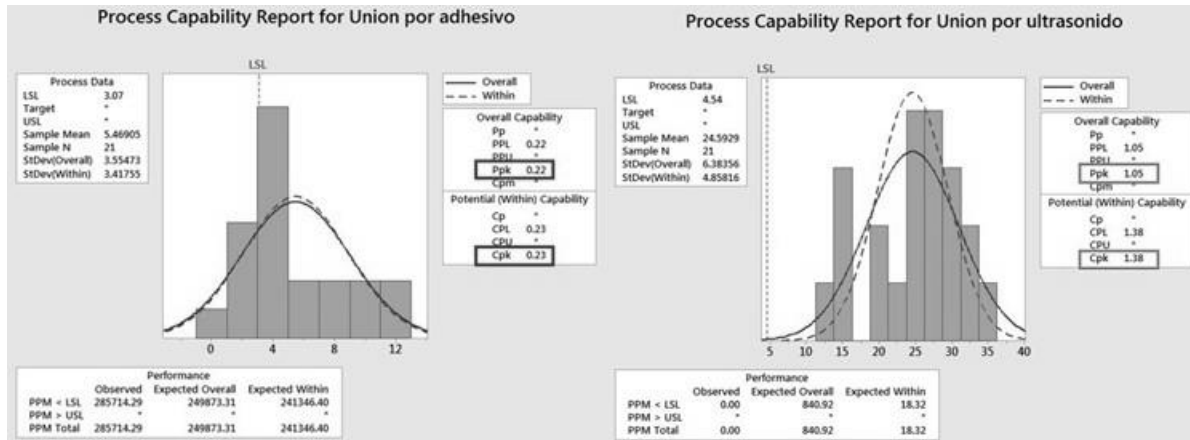 Process Capability Report for Union por adhesivo
LSL
Process Data
LSL 3.07
Target *
USL *
Sample Mean 5.46905
Sample N 21
StDev(Overall) 3.55473
StDev(Within) 3.41755
Overall
Within
Overall Capability
Pp *
PPL 0.22
PPU *
Ppk 0.22
Cpm *
Potential (Within) Capability
Cp *
CPL 0.23
CPU *
Cpk 0.23
0 4 8 12
Performance
Observed Expected Overall Expected Within
PPM < LSL 285714.29 249873.31 241346.40
PPM > USL * * *
PPM Total 285714.29 249873.31 241346.40
Process Capability Report for Union por ultrasonido
LSL
Process Data
LSL 4.54
Target *
USL *
Sample Mean 24.5929
Sample N 21
StDev(Overall) 6.38356
StDev(Within) 4.85816
Overall
Within
Overall Capability
Pp *
PPL 1.05
PPU *
Ppk 1.05
Cpm *
Potential (Within) Capability
Cp *
CPL 1.38
CPU *
Cpk 1.38
5 10 15 20 25 30 35 40
Performance
Observed Expected Overall Expected Within
PPM < LSL 0.00 840.92 18.32
PPM > USL * * *
PPM Total 0.00 840.92 18.32